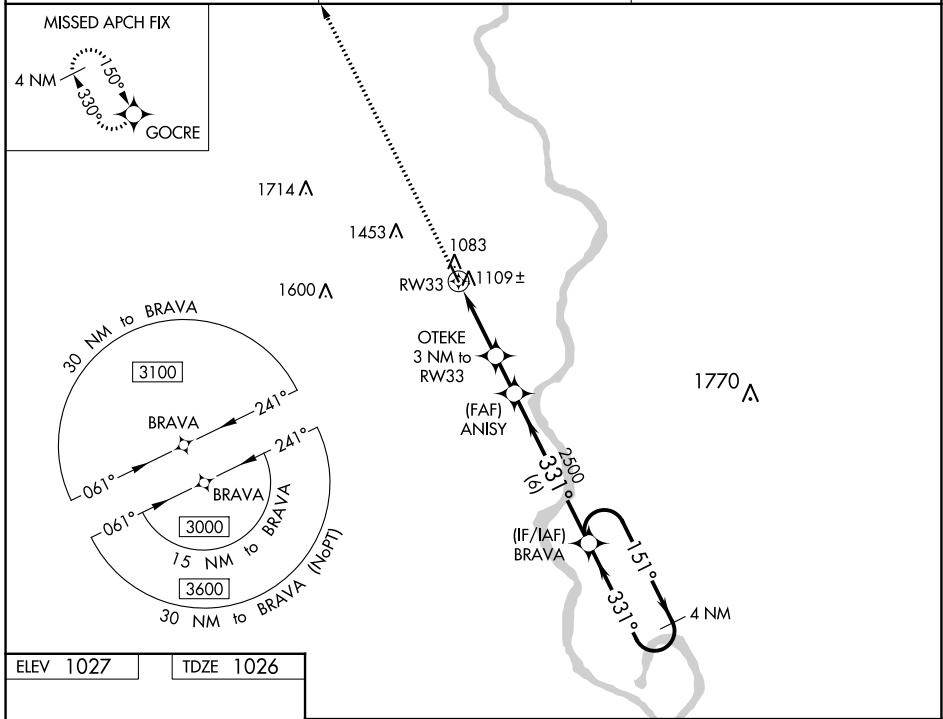 MISSED APCH FIX
4 NM
150°
330°
GOCRE
1714
1453
1083
RW33
1109 ±
1600
OTEKE
3 NM to
RW33
1770
(FAF)
ANISY
2500
331°
(6)
(IF/IAF)
BRAVA
151°
331°
4 NM
30 NM to BRAVA
3100
BRAVA
241°
061°
241°
BRAVA
061°
3000
15 NM to BRAVA
3600
30 NM to BRAVA (NoPT)
ELEV 1027
TDZE 1026